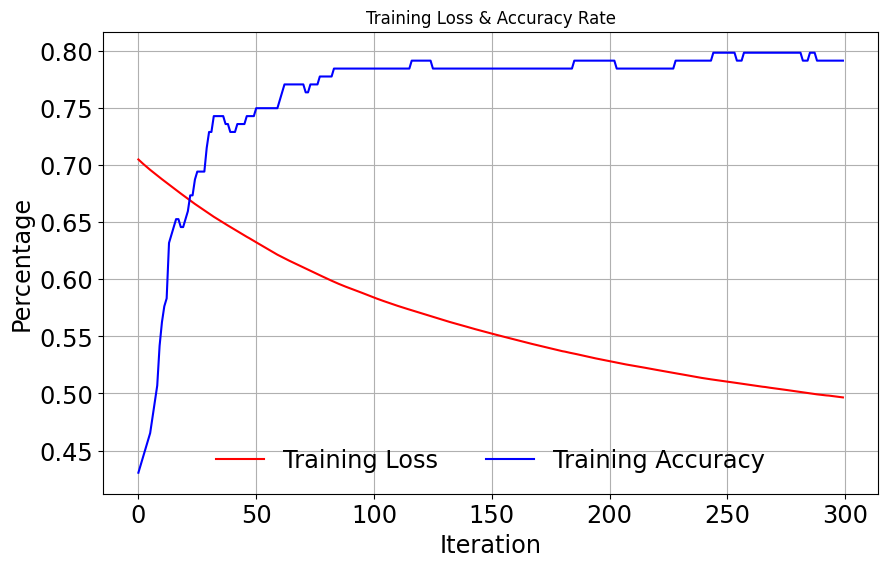 Training Loss & Accuracy Rate
0.80
0.75
0.70
0.65
0.60
0.55
0.50
0.45
Percentage
Training Loss
Training Accuracy
0 50 100 150 200 250 300
Iteration